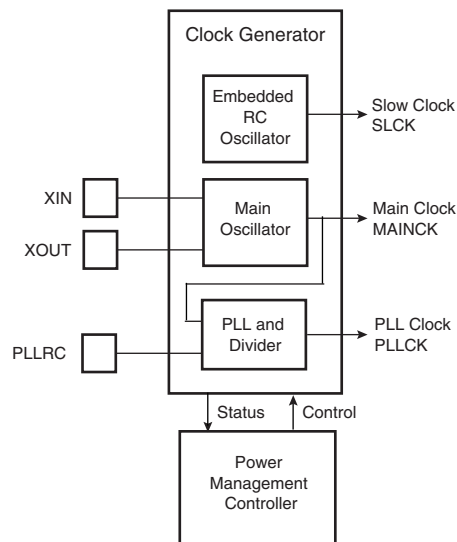 Clock Generator
Embedded
RC
Oscillator
Slow Clock
SLCK
XIN
Main
Oscillator
Main Clock
MAINCK
XOUT
PLL and
Divider
PLL Clock
PLLCK
PLLRC
Status
Control
Power
Management
Controller